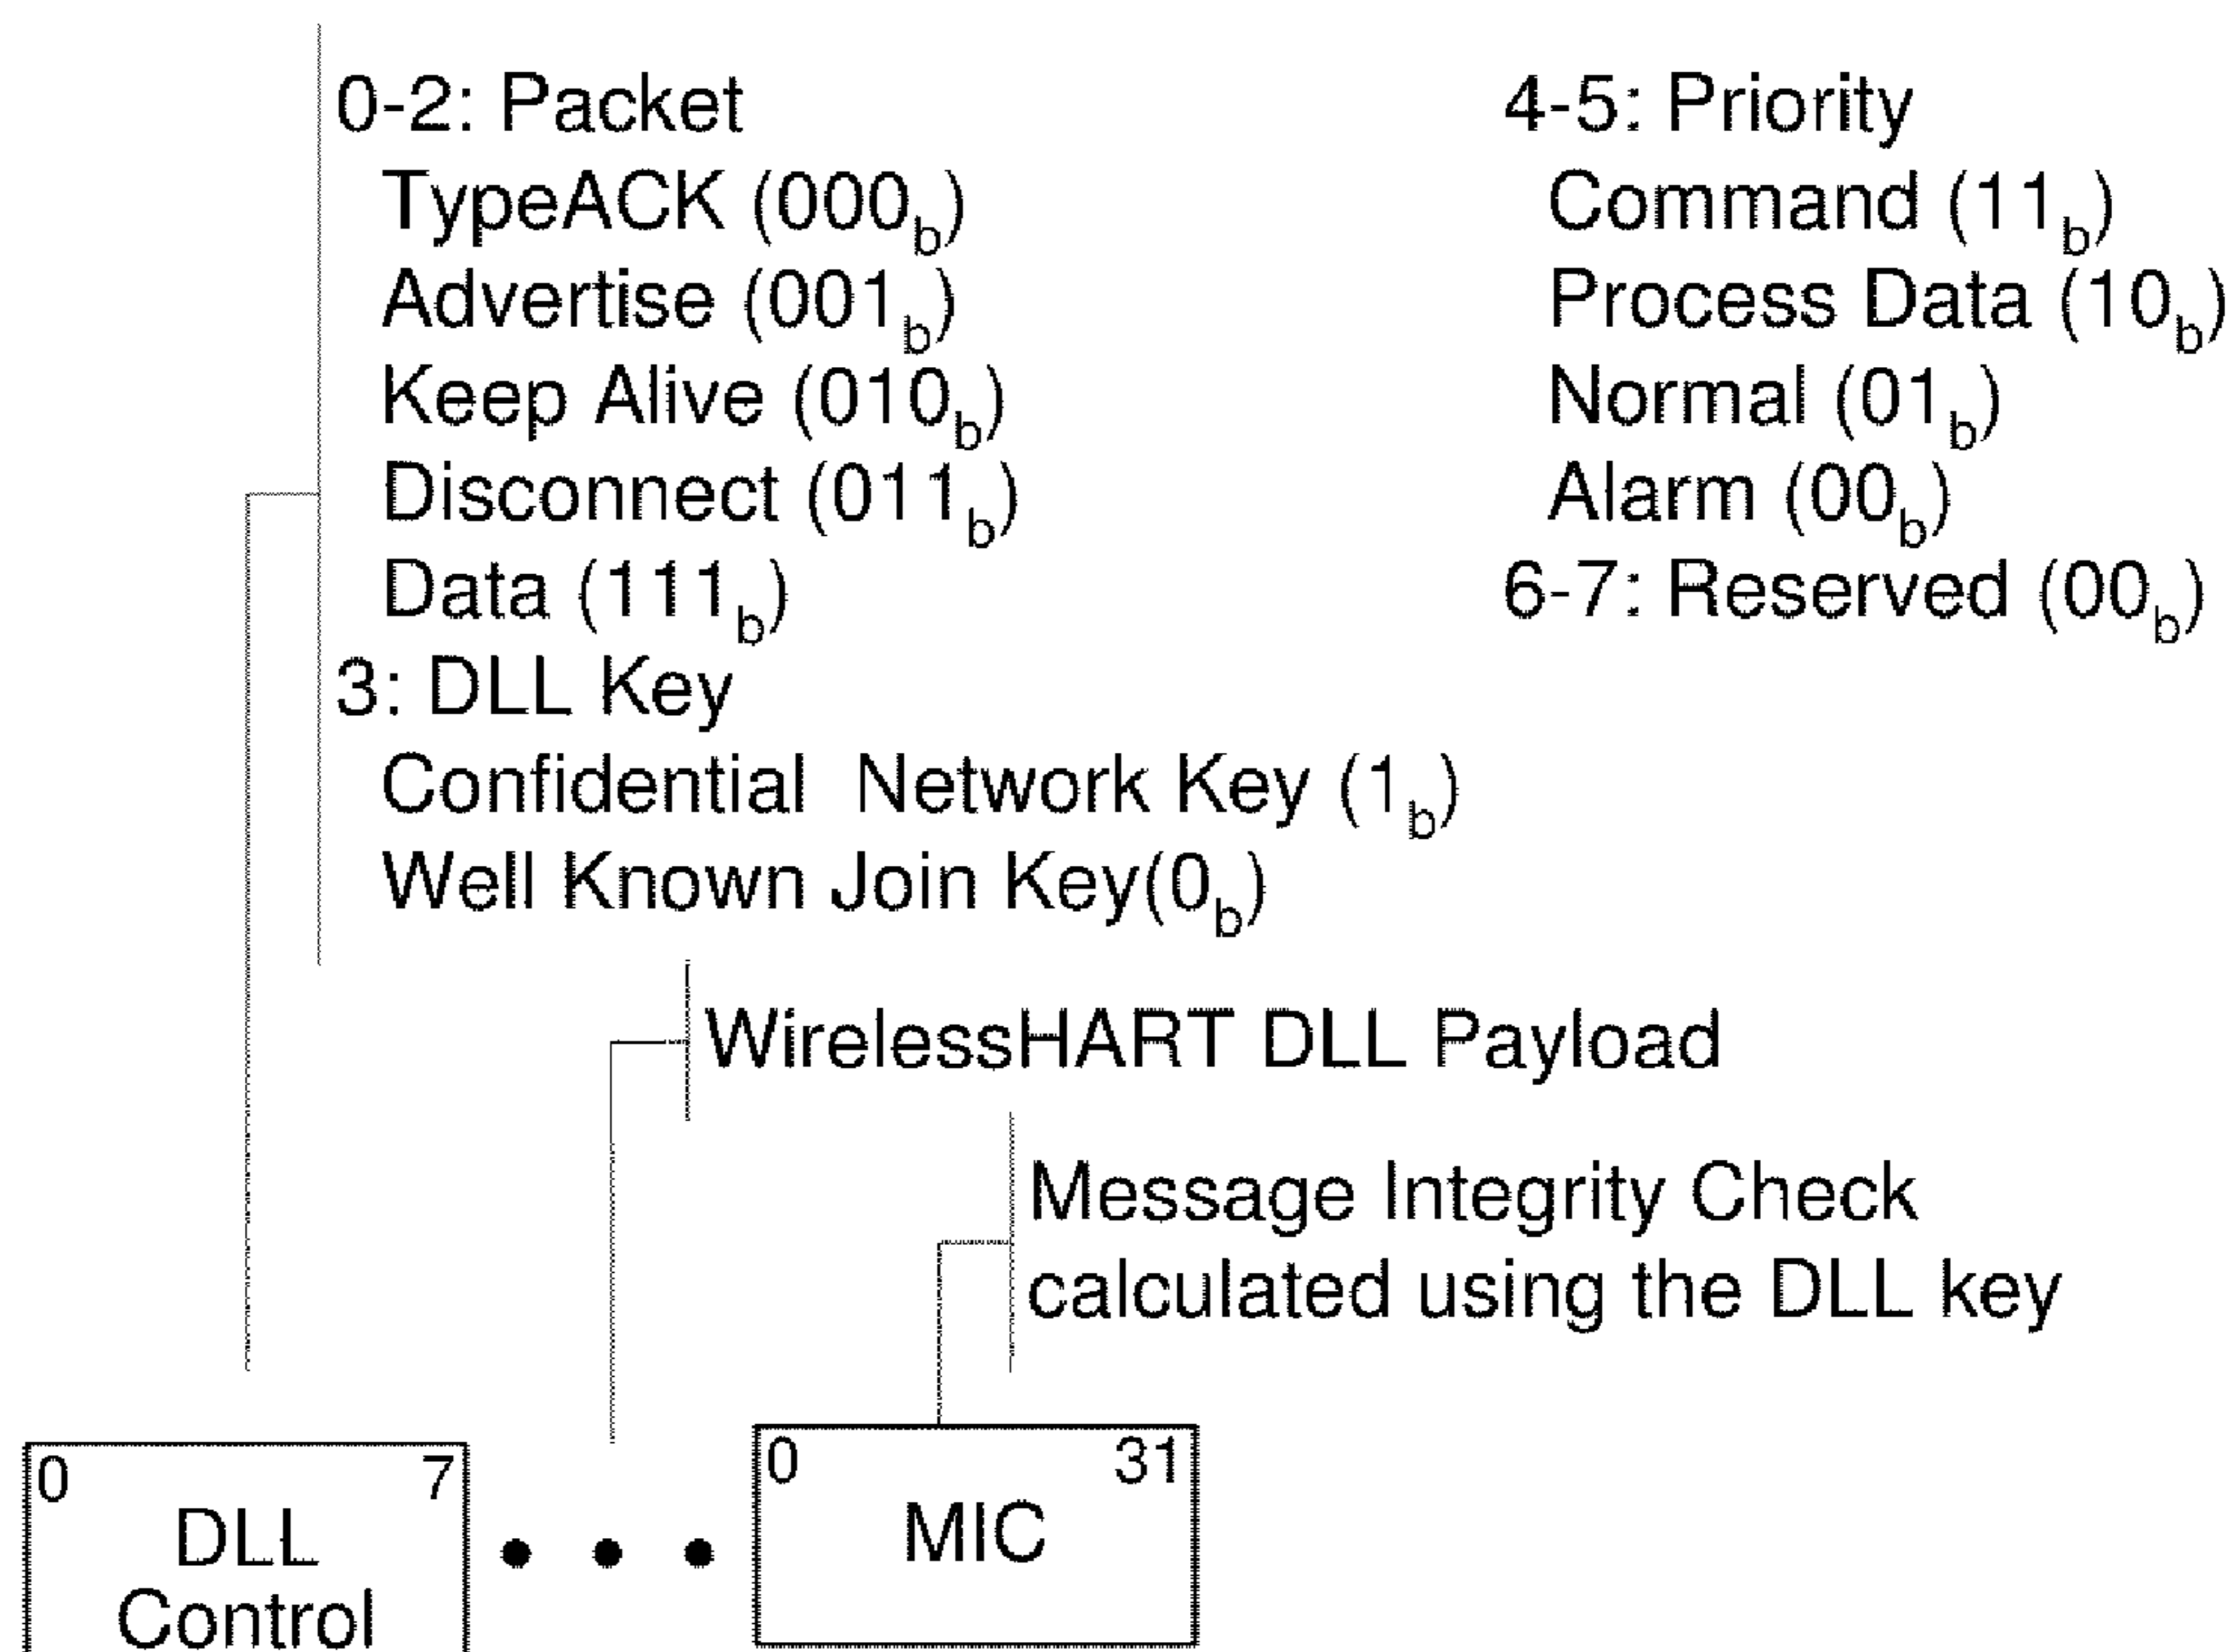 0-2: Packet
TypeACK (000b)
Advertise (001b)
Keep Alive (010b)
Disconnect (011b)
Data (111b)
3: DLL Key
Confidential Network Key (1b)
Well Known Join Key(0b)
4-5: Priority
Command (11b)
Process Data (10b)
Normal (01b)
Alarm (00b)
6-7: Reserved (00b)
WirelessHART DLL Payload
Message Integrity Check
calculated using the DLL key
0 7
DLL
Control
0 31
MIC